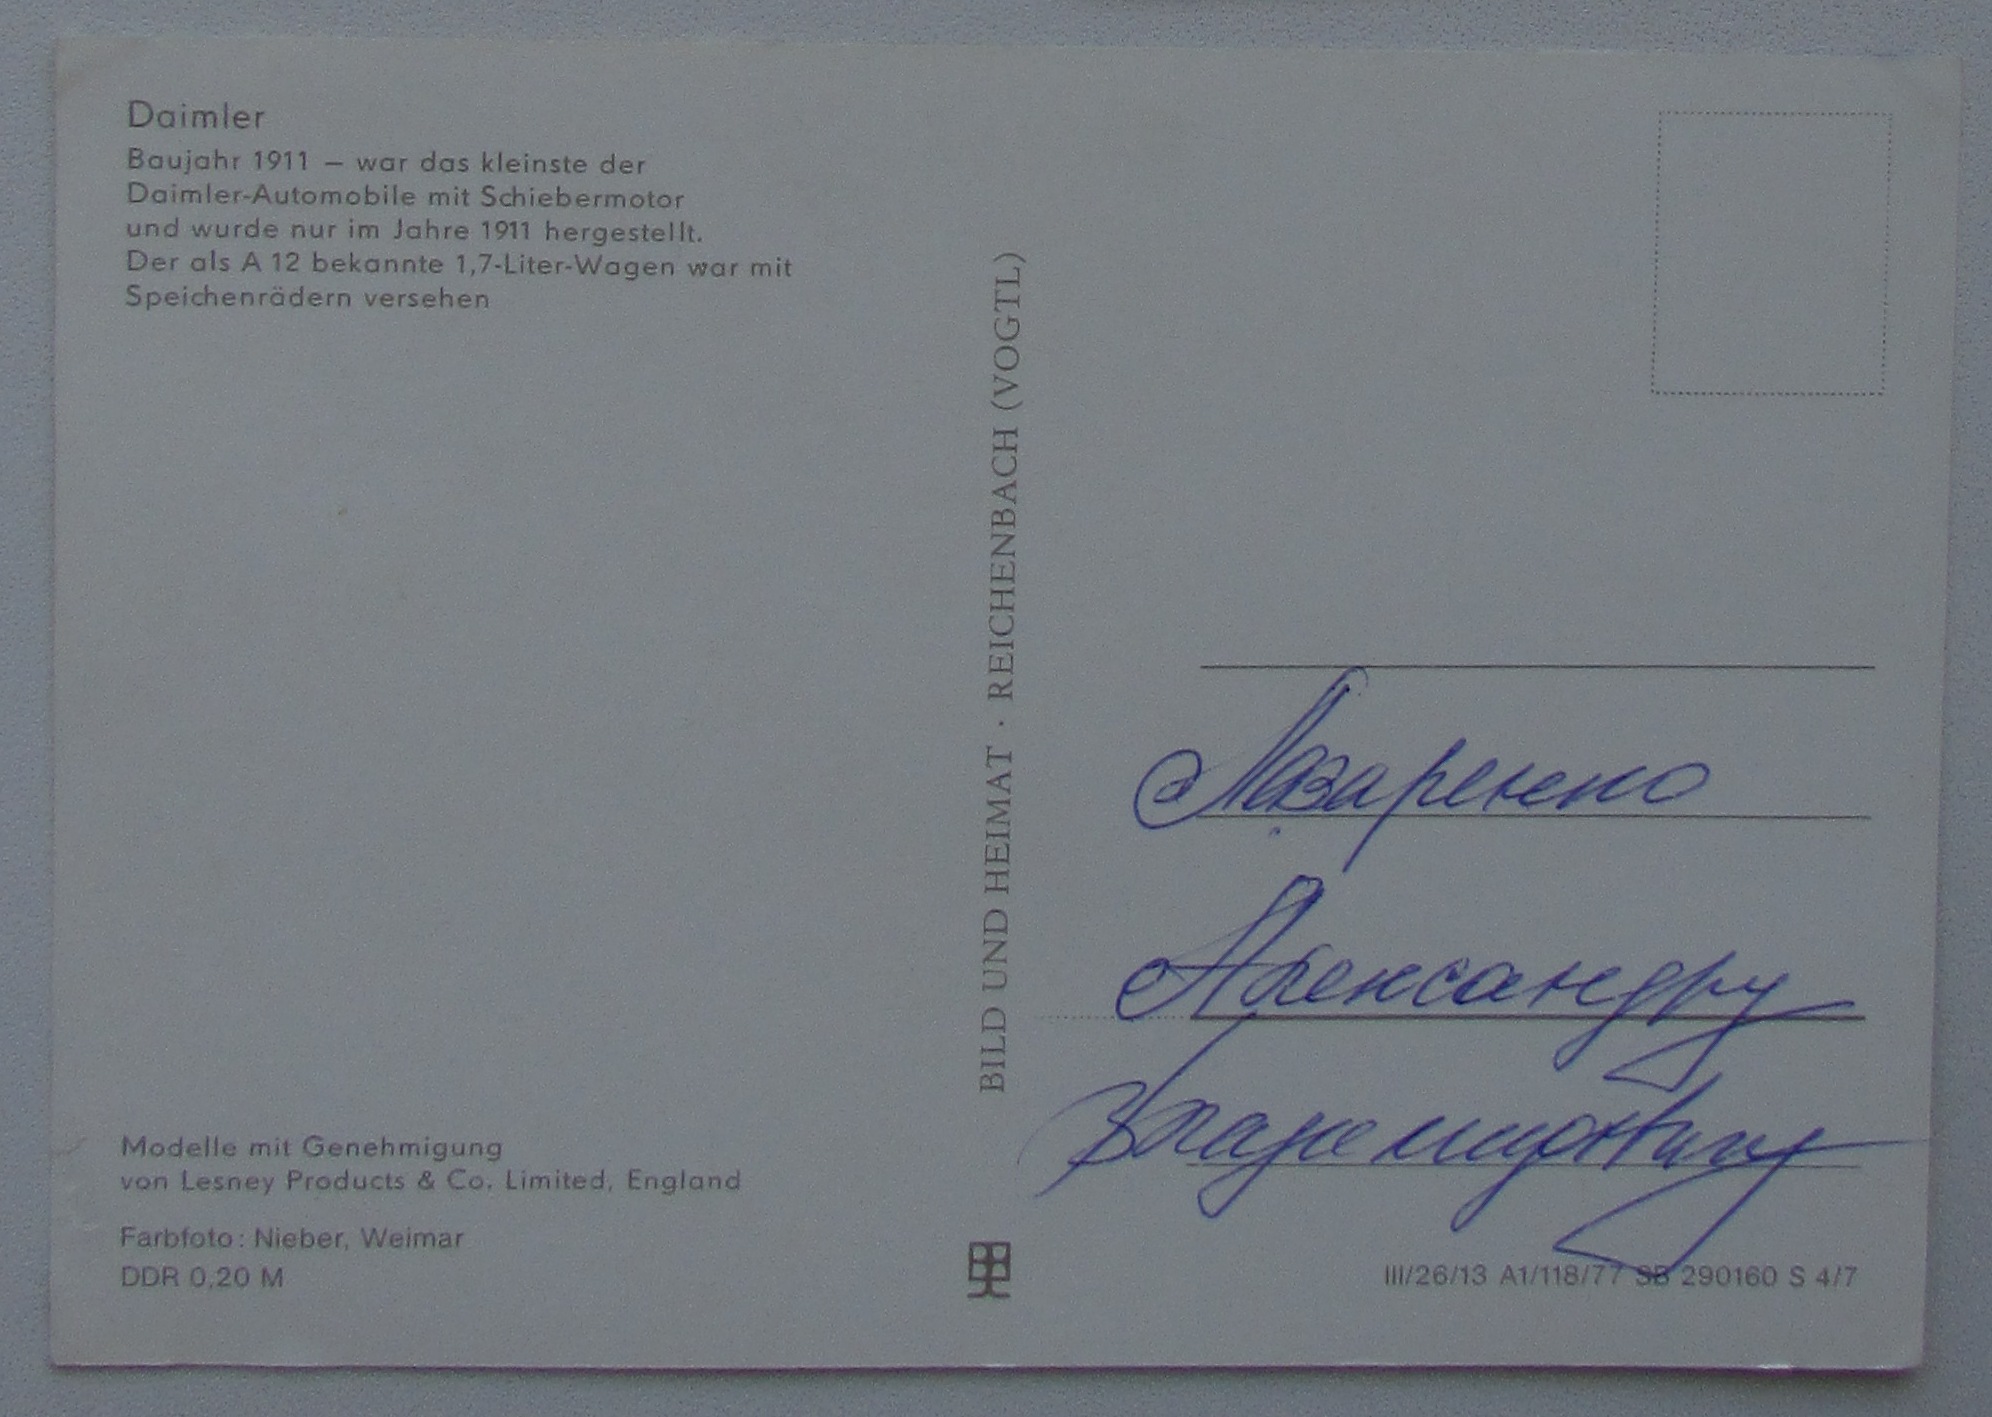 Daimler
Baujahr 1911 – war das kleinste der
Daimler-Automobile mit Schiebermotor
und wurde nur im Jahre 1911 hergestellt.
Der als A 12 bekannte 1,7-Liter-Wagen war mit
Speichenrädern versehen
Modelle mit Genehmigung
von Lesney Products & Co. Limited, England
Farbfoto: Nieber, Weimar
DDR 0,20 M
BILD UND HEIMAT · REICHENBACH (VOGTL)
Лазаренко
Александру
Владимировичу
III/26/13 A1/118/77 SB 290160 S 4/7